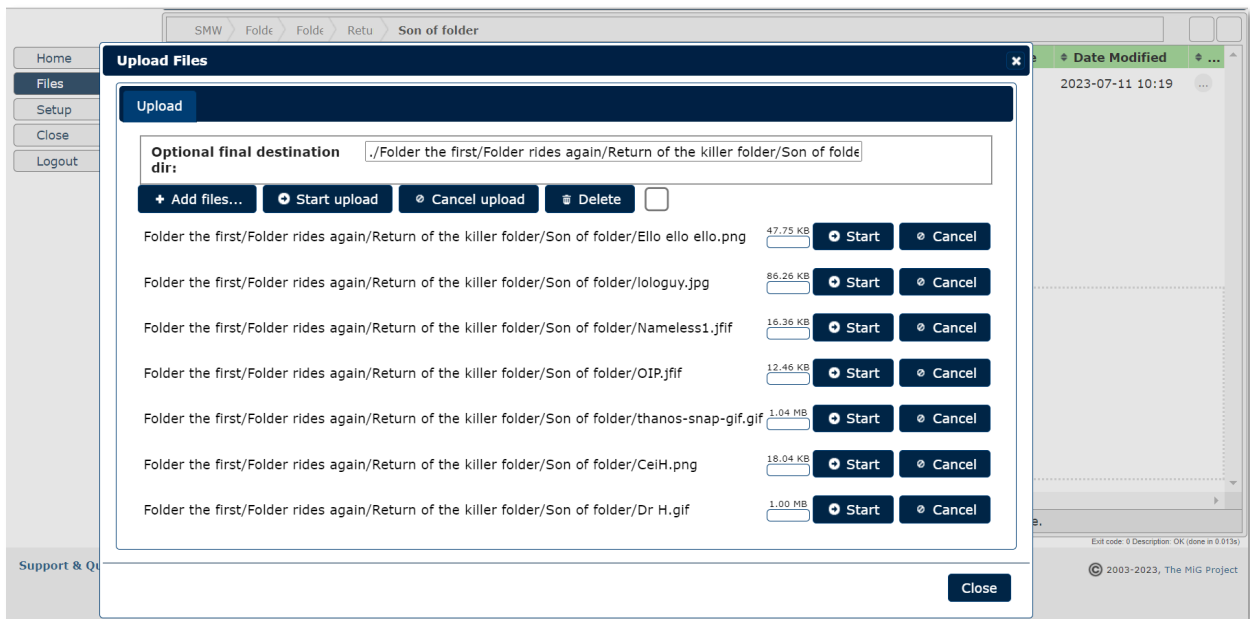 SMW Folde Folde Retu Son of folder
Home
Files
Setup
Close
Logout
Date Modified ...
2023-07-11 10:19 ...
Upload Files
Upload
Optional final destination dir:
./Folder the first/Folder rides again/Return of the killer folder/Son of folde
Add files... Start upload Cancel upload Delete
Folder the first/Folder rides again/Return of the killer folder/Son of folder/Ello ello ello.png 47.75 KB Start Cancel
Folder the first/Folder rides again/Return of the killer folder/Son of folder/lologuy.jpg 86.26 KB Start Cancel
Folder the first/Folder rides again/Return of the killer folder/Son of folder/Nameless1.jfif 16.36 KB Start Cancel
Folder the first/Folder rides again/Return of the killer folder/Son of folder/OIP.jfif 12.46 KB Start Cancel
Folder the first/Folder rides again/Return of the killer folder/Son of folder/thanos-snap-gif.gif 1.04 MB Start Cancel
Folder the first/Folder rides again/Return of the killer folder/Son of folder/CeiH.png 18.04 KB Start Cancel
Folder the first/Folder rides again/Return of the killer folder/Son of folder/Dr H.gif 1.00 MB Start Cancel
e.
Exit code: 0 Description: OK (done in 0.013s)
Support & Qu
© 2003-2023, The MiG Project
Close